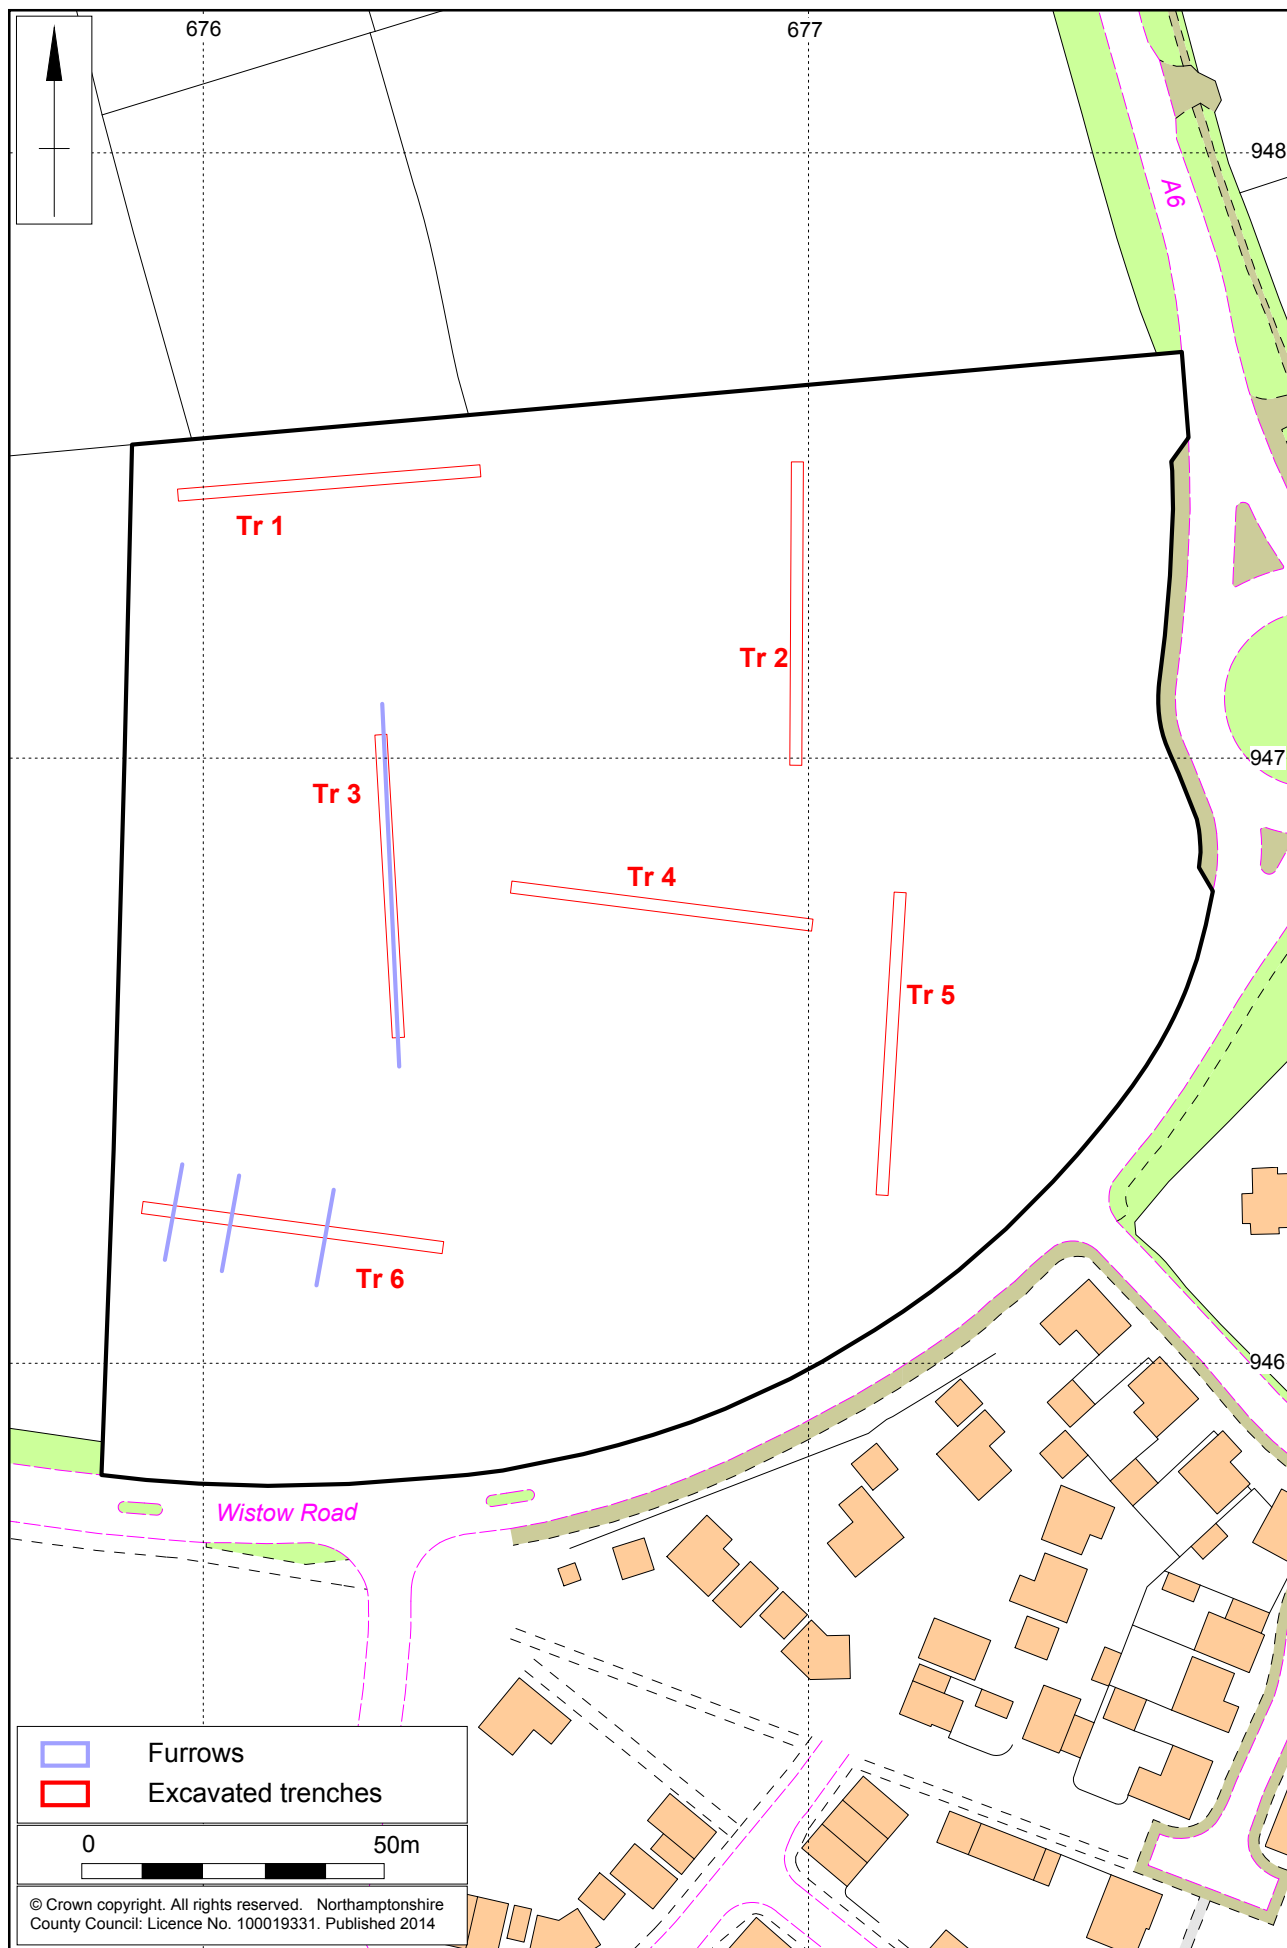 676
677
948
A6
Tr 1
Tr 2
947
Tr 3
Tr 4
Tr 5
Tr 6
946
Wistow Road
Furrows
Excavated trenches
0 50m
© Crown copyright. All rights reserved. Northamptonshire
County Council: Licence No. 100019331. Published 2014